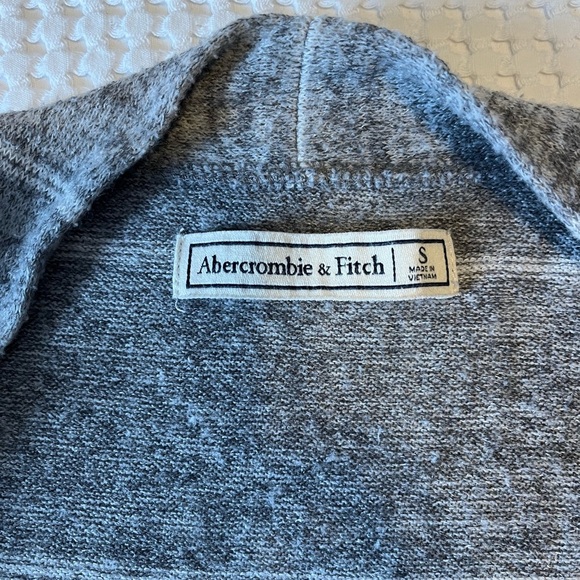 Abercrombie & Fitch
S
MADE IN
VIETNAM